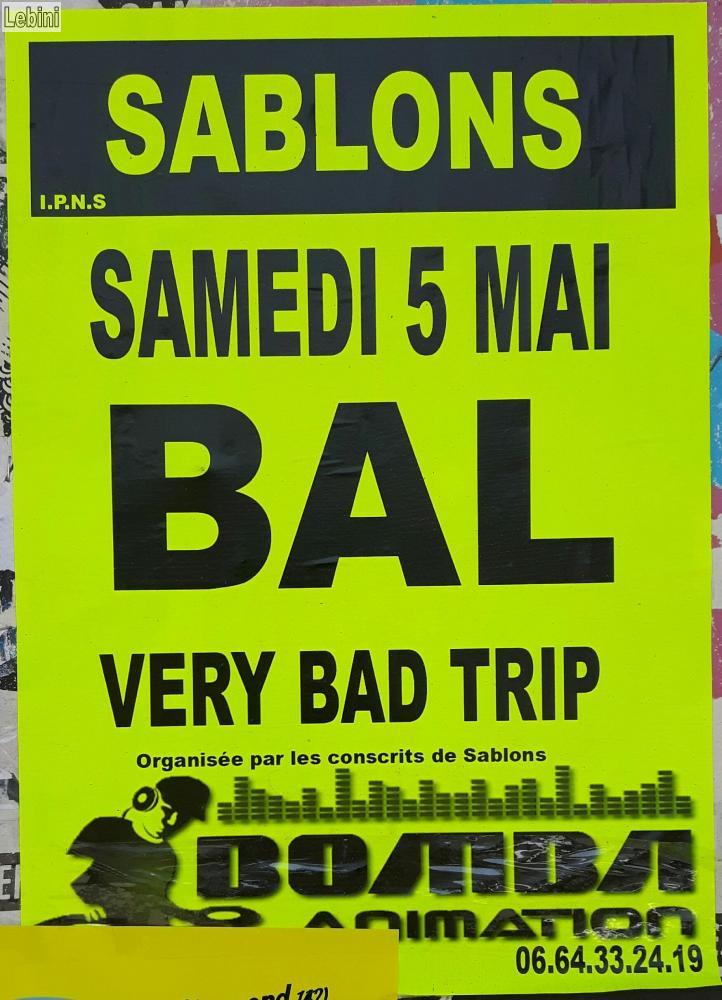 Lebini
SABLONS
I.P.N.S
SAMEDI 5 MAI
BAL
VERY BAD TRIP
Organisée par les conscrits de Sablons
BOMBA
ANIMATION
06.64.33.24.19